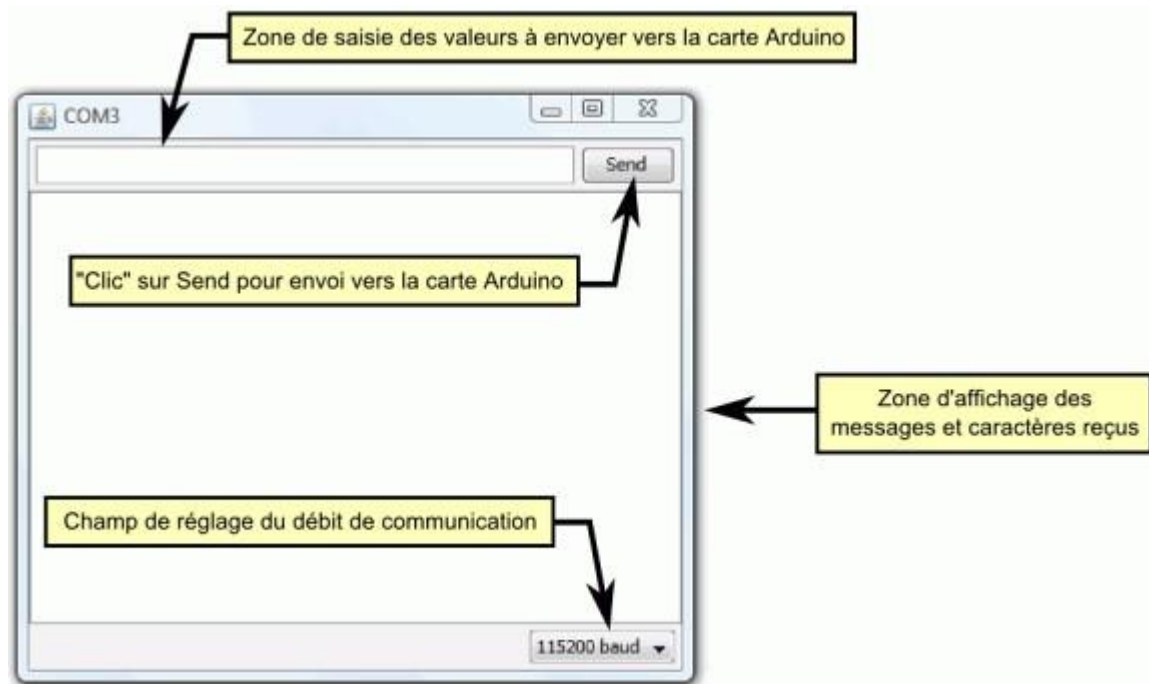 Zone de saisie des valeurs à envoyer vers la carte Arduino
COM3
Send
"Clic" sur Send pour envoi vers la carte Arduino
Zone d'affichage des
messages et caractères reçus
Champ de réglage du débit de communication
115200 baud